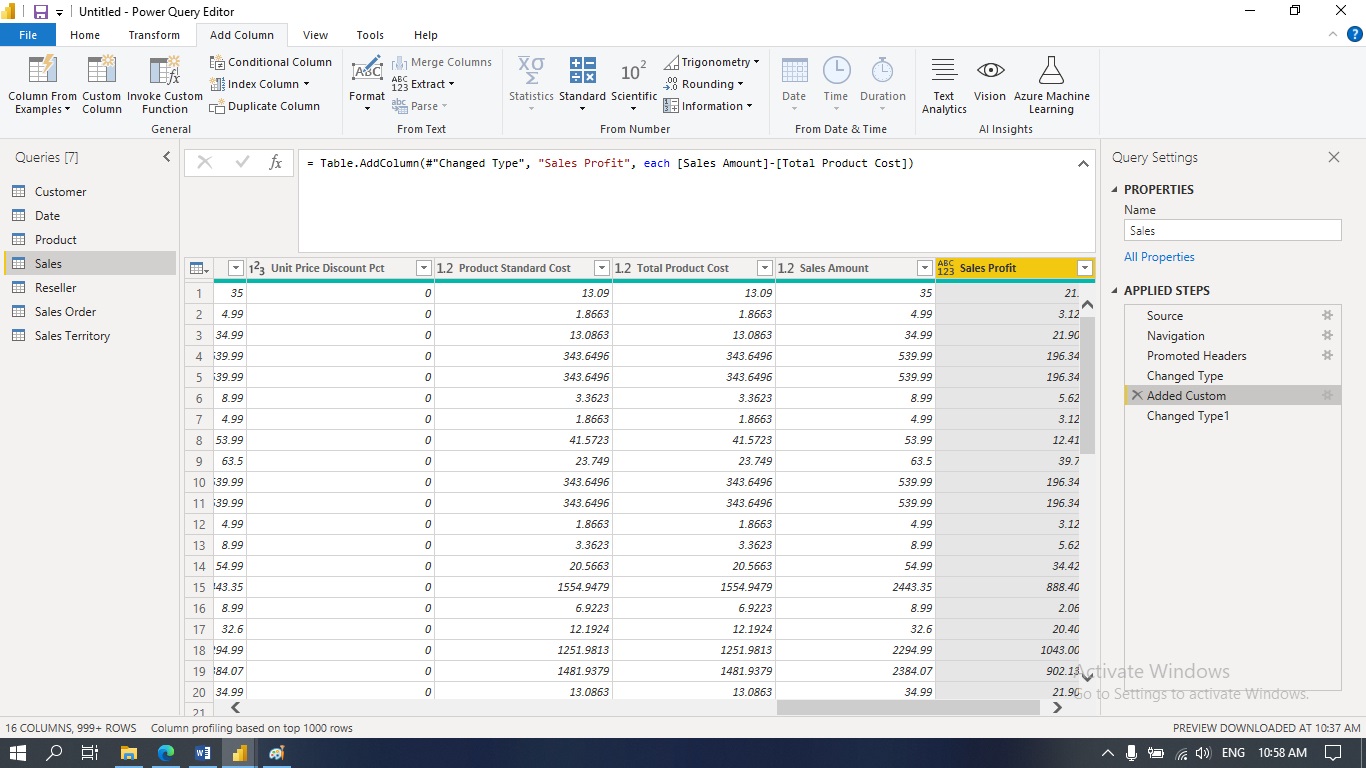 Untitled - Power Query Editor
File Home Transform Add Column View Tools Help
Column From Examples Custom Column Invoke Custom Function
Conditional Column
Index Column
Duplicate Column
General
Format
Merge Columns
Extract
Parse
From Text
Statistics Standard Scientific
Trigonometry
Rounding
Information
From Number
Date Time Duration
From Date & Time
Text Analytics Vision Azure Machine Learning
AI Insights
Queries [7]
Customer
Date
Product
Sales
Reseller
Sales Order
Sales Territory
= Table.AddColumn(#"Changed Type", "Sales Profit", each [Sales Amount]-[Total Product Cost])
1²3 Unit Price Discount Pct 1.2 Product Standard Cost 1.2 Total Product Cost 1.2 Sales Amount ABC 123 Sales Profit
1 35 0 13.09 13.09 35 21.
2 4.99 0 1.8663 1.8663 4.99 3.12
3 34.99 0 13.0863 13.0863 34.99 21.90
4 539.99 0 343.6496 343.6496 539.99 196.34
5 539.99 0 343.6496 343.6496 539.99 196.34
6 8.99 0 3.3623 3.3623 8.99 5.62
7 4.99 0 1.8663 1.8663 4.99 3.12
8 53.99 0 41.5723 41.5723 53.99 12.41
9 63.5 0 23.749 23.749 63.5 39.7
10 539.99 0 343.6496 343.6496 539.99 196.34
11 539.99 0 343.6496 343.6496 539.99 196.34
12 4.99 0 1.8663 1.8663 4.99 3.12
13 8.99 0 3.3623 3.3623 8.99 5.62
14 54.99 0 20.5663 20.5663 54.99 34.42
15 443.35 0 1554.9479 1554.9479 2443.35 888.40
16 8.99 0 6.9223 6.9223 8.99 2.06
17 32.6 0 12.1924 12.1924 32.6 20.40
18 294.99 0 1251.9813 1251.9813 2294.99 1043.00
19 384.07 0 1481.9379 1481.9379 2384.07 902.13
20 34.99 0 13.0863 13.0863 34.99 21.90
21
Query Settings
PROPERTIES
Name
Sales
All Properties
APPLIED STEPS
Source
Navigation
Promoted Headers
Changed Type
Added Custom
Changed Type1
Activate Windows
Go to Settings to activate Windows.
16 COLUMNS, 999+ ROWS Column profiling based on top 1000 rows
PREVIEW DOWNLOADED AT 10:37 AM
ENG 10:58 AM